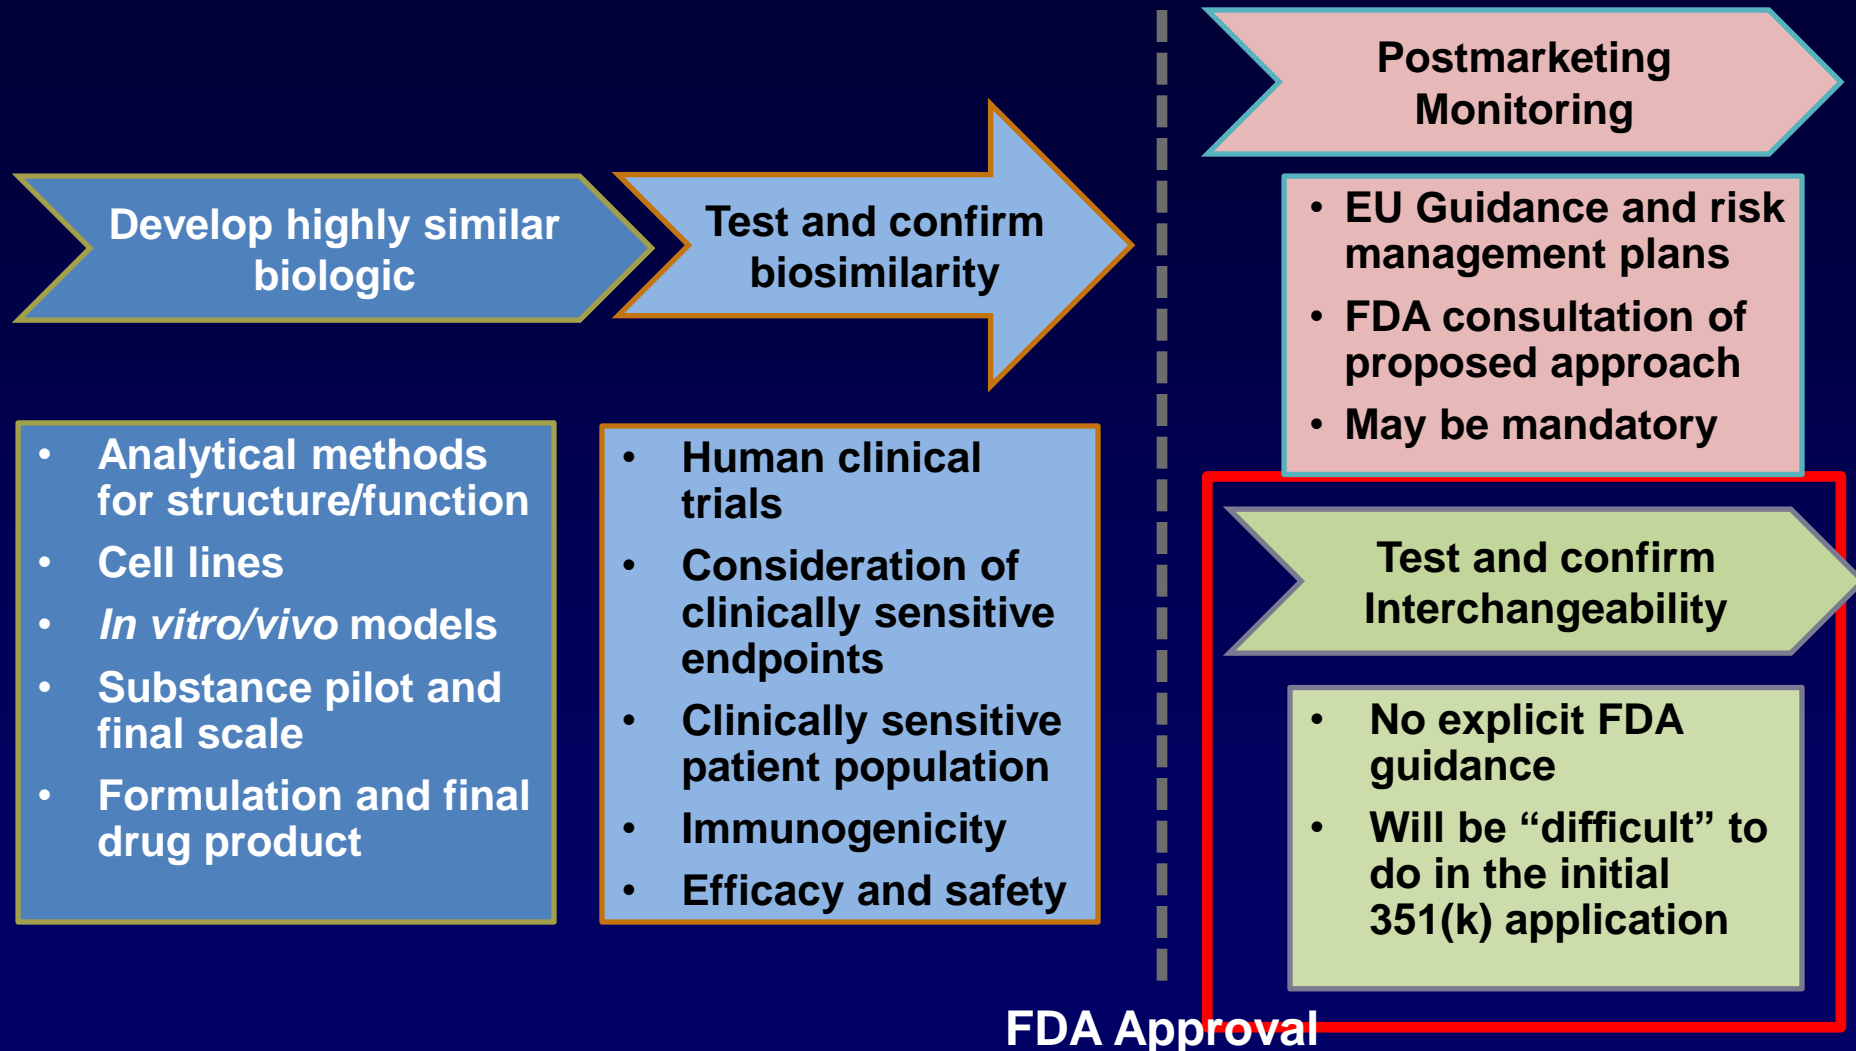 Develop highly similar
biologic
• Analytical methods
for structure/function
• Cell lines
• In vitro/vivo models
• Substance pilot and
final scale
• Formulation and final
drug product
Test and confirm
biosimilarity
• Human clinical
trials
• Consideration of
clinically sensitive
endpoints
• Clinically sensitive
patient population
• Immunogenicity
• Efficacy and safety
Postmarketing
Monitoring
• EU Guidance and risk
management plans
• FDA consultation of
proposed approach
• May be mandatory
Test and confirm
Interchangeability
• No explicit FDA
guidance
• Will be “difficult” to
do in the initial
351(k) application
FDA Approval